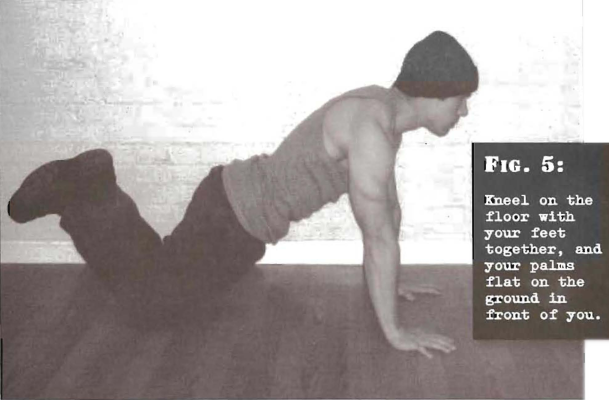 FIG. 5:
Kneel on the
floor with
your feet
together, and
your palms
flat on the
ground in
front of you.